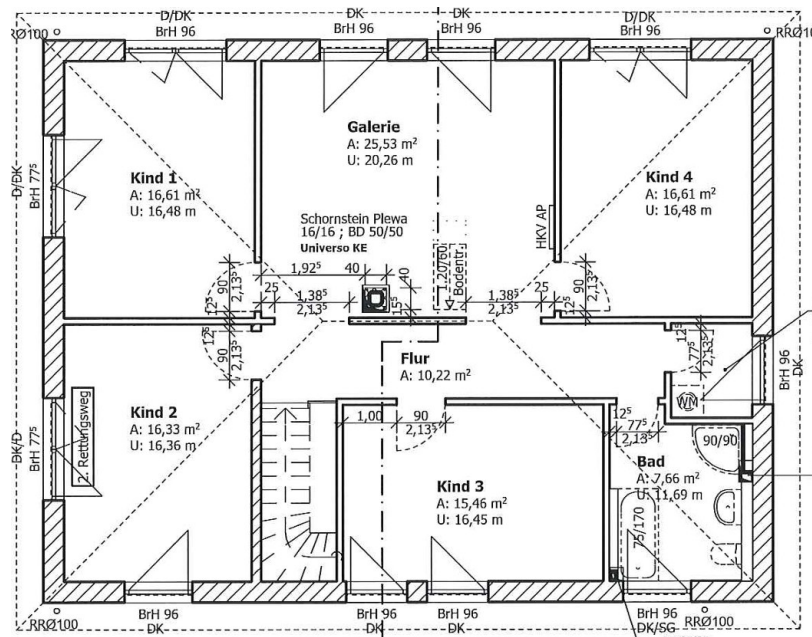 D/DK
BrH 96
DK
BrH 96
DK
BrH 96
D/DK
BrH 96
RRØ100
RRØ100
D/DK
BrH 77⁵
Kind 1
A: 16,61 m²
U: 16,48 m
Galerie
A: 25,53 m²
U: 20,26 m
Kind 4
A: 16,61 m²
U: 16,48 m
Schornstein Plewa
16/16 ; BD 50/50
Universo KE
HKV AP
1.20/60
Bodentr.
1,92⁵
40
40
15⁵
90
2,13⁵
12⁵
25
1,38⁵
2,13⁵
1,38⁵
2,13⁵
25
90
2,13⁵
12⁵
12⁵
90
2,13⁵
Flur
A: 10,22 m²
12⁵
77⁵
2,13⁵
WM
BrH 96
DK
DK/D
BrH 77⁵
2. Rettungsweg
Kind 2
A: 16,33 m²
U: 16,36 m
1,00
90
2,13⁵
12⁵
77⁵
2,13⁵
90/90
Kind 3
A: 15,46 m²
U: 16,45 m
Bad
A: 7,66 m²
U: 11,69 m
75/170
RRØ100
BrH 96
DK
BrH 96
DK
BrH 96
DK
BrH 96
DK/SG
RRØ100